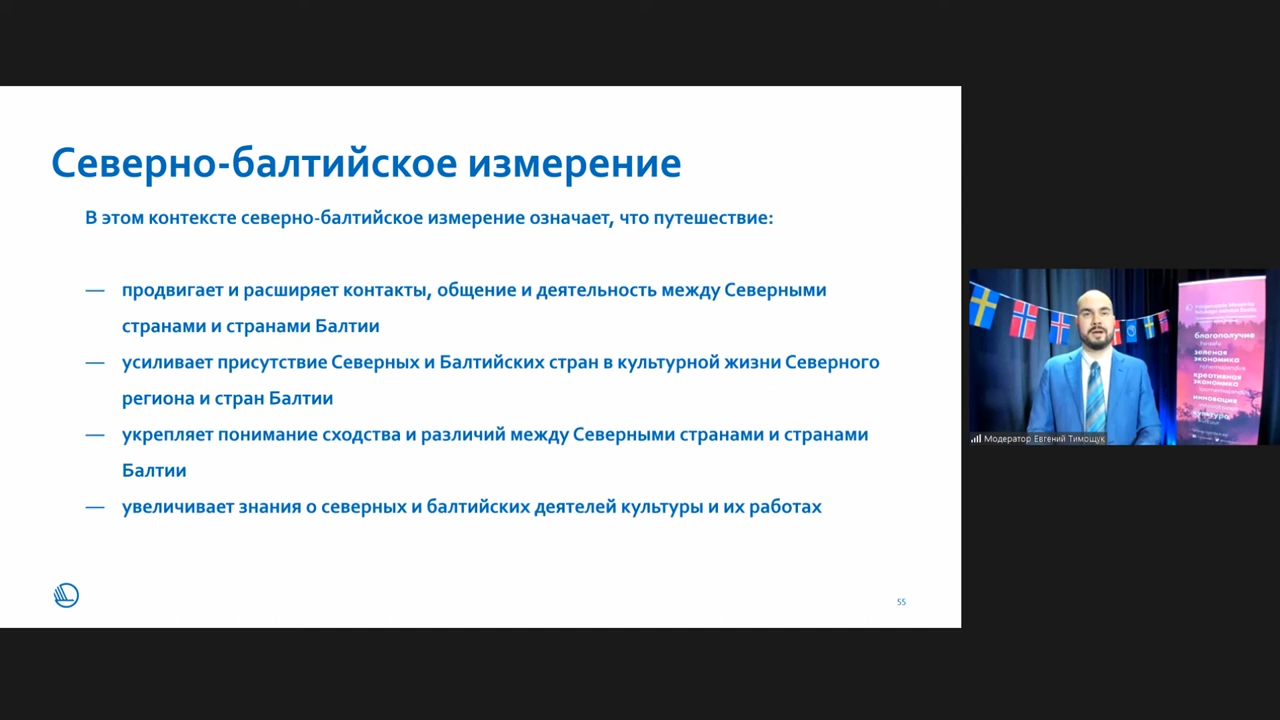 Северно-балтийское измерение
В этом контексте северно-балтийское измерение означает, что путешествие:
— продвигает и расширяет контакты, общение и деятельность между Северными
странами и странами Балтии
— усиливает присутствие Северных и Балтийских стран в культурной жизни Северного
региона и стран Балтии
— укрепляет понимание сходства и различий между Северными странами и странами
Балтии
— увеличивает знания о северных и балтийских деятелей культуры и их работах
55
благополучие
зеленая
экономика
креативная
экономика
инновация
культура
Модератор Евгений Тимощук